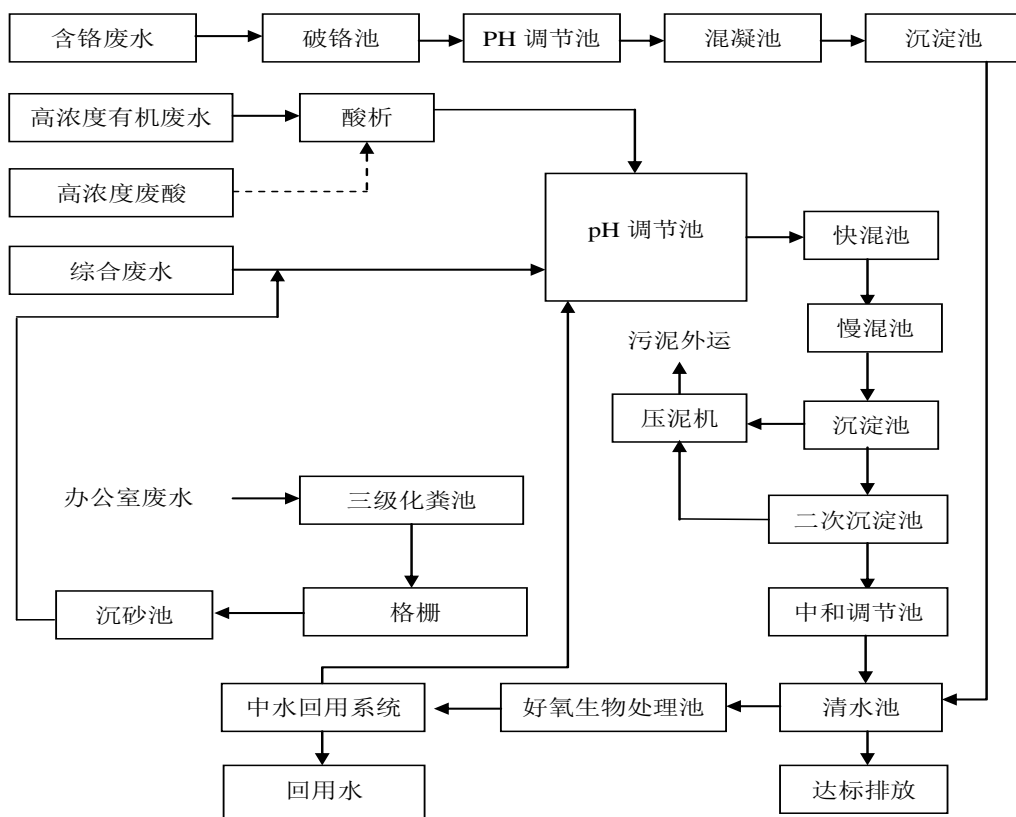 含铬废水
破铬池
PH 调节池
混凝池
沉淀池
高浓度有机废水
酸析
高浓度废酸
pH 调节池
快混池
综合废水
慢混池
污泥外运
压泥机
沉淀池
办公室废水
三级化粪池
二次沉淀池
沉砂池
格栅
中和调节池
中水回用系统
好氧生物处理池
清水池
回用水
达标排放